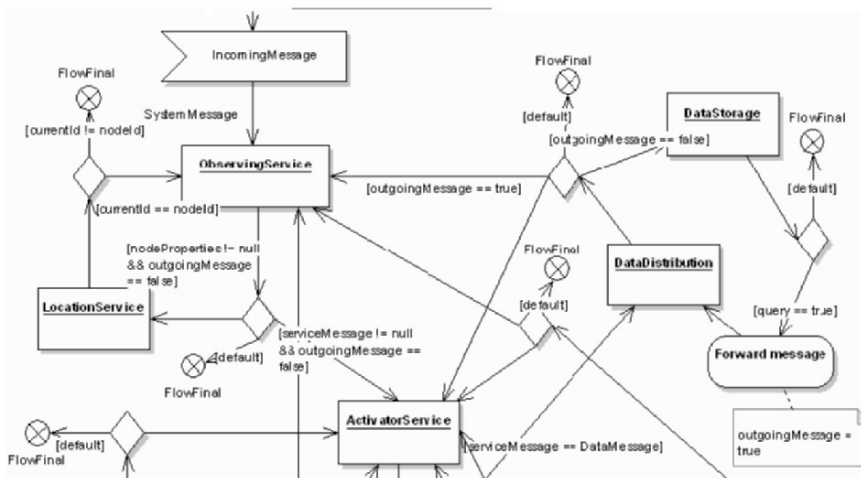 IncomingMessage
FlowFinal
FlowFinal
DataStorage
FlowFinal
SystemMessage
[default]
[currentId != nodeId]
[outgoingMessage == false]
ObservingService
[default]
[outgoingMessage == true]
[currentId == nodeId]
[nodeProperties != null
&& outgoingMessage
== false]
FlowFinal
DataDistribution
LocationService
[default]
[query == true]
[serviceMessage != null
&& outgoingMessage ==
false]
[default]
FlowFinal
Forward message
ActivatorService
[default]
FlowFinal
[serviceMessage == DataMessage]
outgoingMessage =
true